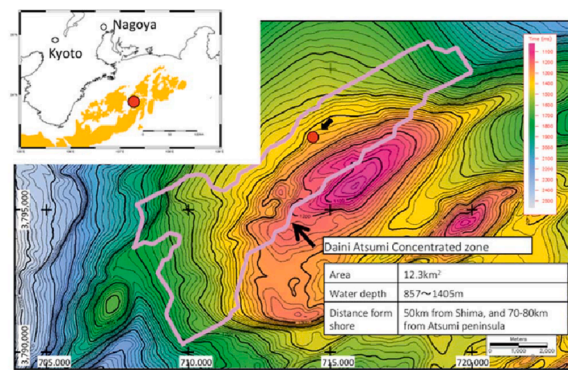 Nagoya
Kyoto
Time (ms)
3,795,000
Daini Atsumi Concentrated zone
Area 12.3km²
Water depth 857～1405m
Distance form shore 50km from Shima, and 70-80km from Atsumi peninsula
Meters
3,790,000
705,000 710,000 715,000 720,000